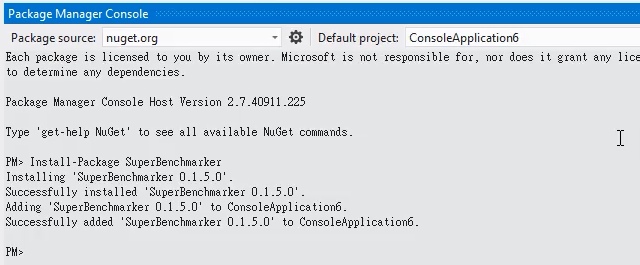 Package Manager Console
Package source: nuget.org Default project: ConsoleApplication6
Each package is licensed to you by its owner. Microsoft is not responsible for, nor does it grant any lice
to determine any dependencies.
Package Manager Console Host Version 2.7.40911.225
Type 'get-help NuGet' to see all available NuGet commands.
PM> Install-Package SuperBenchmarker
Installing 'SuperBenchmarker 0.1.5.0'.
Successfully installed 'SuperBenchmarker 0.1.5.0'.
Adding 'SuperBenchmarker 0.1.5.0' to ConsoleApplication6.
Successfully added 'SuperBenchmarker 0.1.5.0' to ConsoleApplication6.
PM>